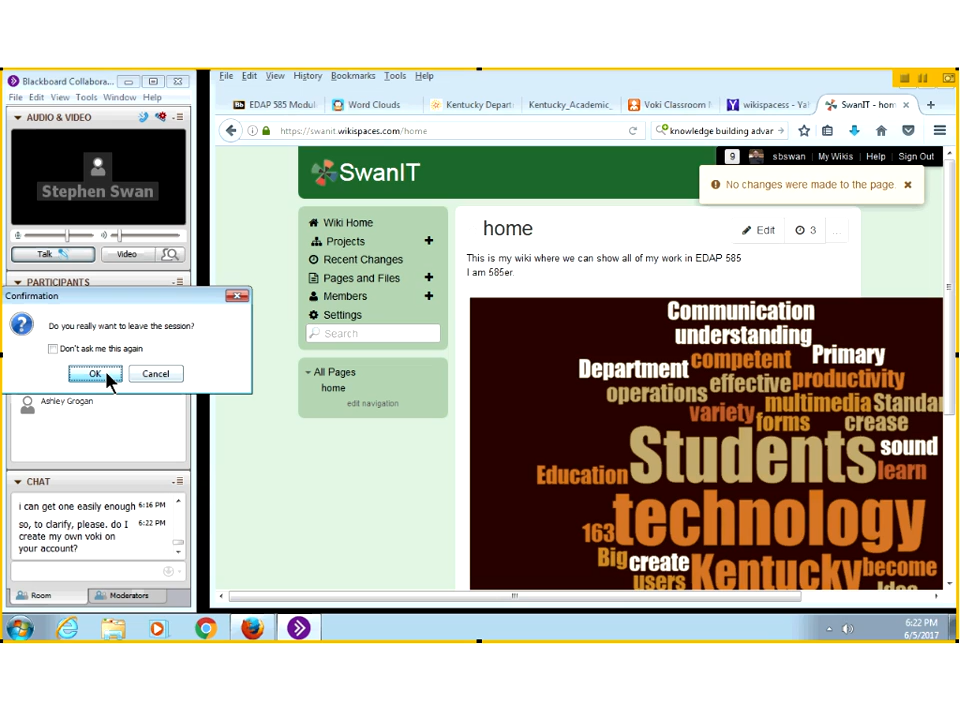 Blackboard Collabora...
File Edit View Tools Window Help
AUDIO & VIDEO
Stephen Swan
Talk
Video
PARTICIPANTS
Confirmation
Do you really want to leave the session?
Don't ask me this again
OK
Cancel
Ashley Grogan
CHAT
i can get one easily enough 6:16 PM
so, to clarify, please. do I 6:22 PM
create my own voki on
your account?
Room
Moderators
File Edit View History Bookmarks Tools Help
Bb EDAP 585 Modul
Word Clouds
Kentucky Depart
Kentucky_Academic_
Voki Classroom
wikispacess - Ya
SwanIT - hom
https://swanit.wikispaces.com/home
knowledge building advar
9 sbswan My Wikis Help Sign Out
No changes were made to the page.
SwanIT
Wiki Home
Projects
Recent Changes
Pages and Files
Members
Settings
Search
All Pages
home
edit navigation
home
Edit
3
...
This is my wiki where we can show all of my work in EDAP 585
I am 585er.
Communication
understanding
Department competent Primary
operations effective productivity
variety multimedia Standar
forms crease
Students sound
Education learn
163 technology
Big create Kentucky become
users Idea
6:22 PM
6/5/2017